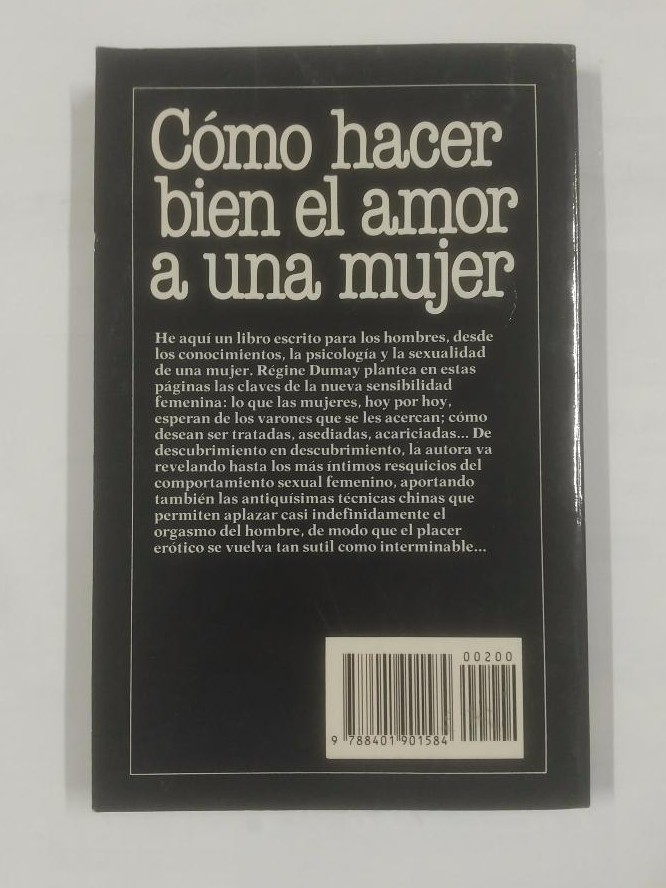 Cómo hacer
bien el amor
a una mujer
He aquí un libro escrito para los hombres, desde
los conocimientos, la psicología y la sexualidad
de una mujer. Régine Dumay plantea en estas
páginas las claves de la nueva sensibilidad
femenina: lo que las mujeres, hoy por hoy,
esperan de los varones que se les acercan; cómo
desean ser tratadas, asediadas, acariciadas... De
descubrimiento en descubrimiento, la autora va
revelando hasta los más íntimos resquicios del
comportamiento sexual femenino, aportando
también las antiquísimas técnicas chinas que
permiten aplazar casi indefinidamente el
orgasmo del hombre, de modo que el placer
erótico se vuelva tan sutil como interminable...
00200
9 788401 901584